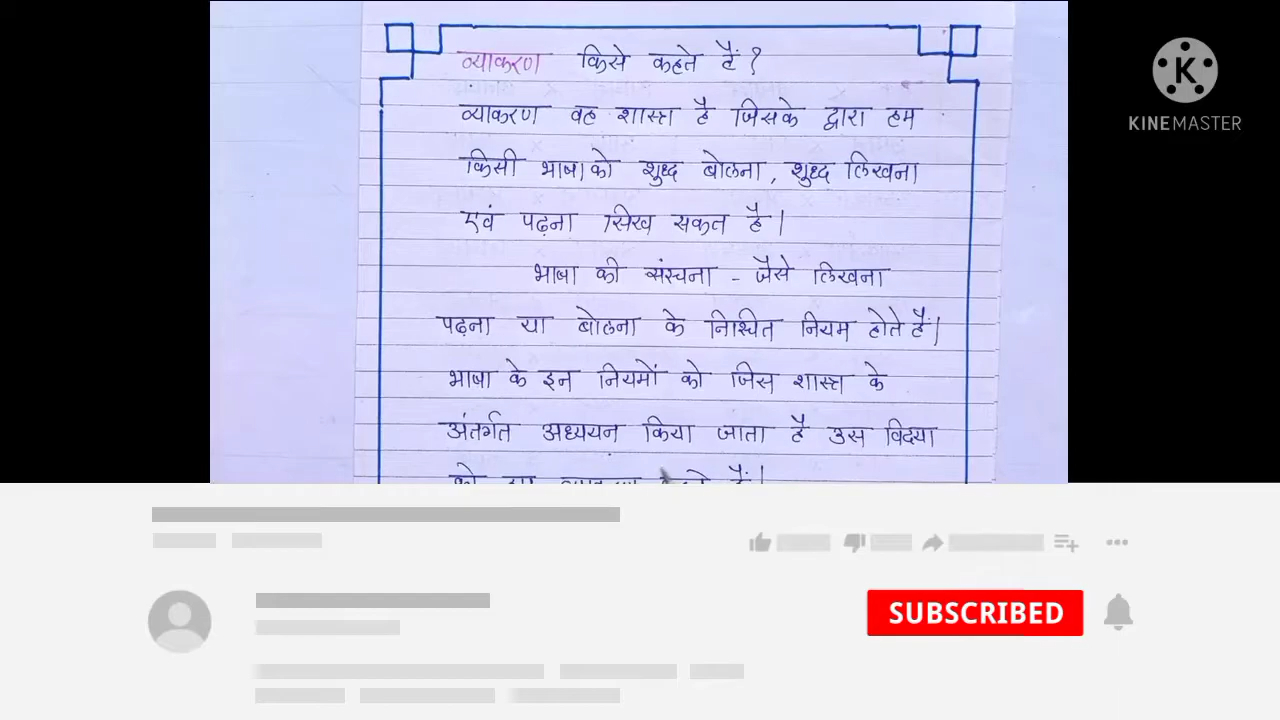 व्याकरण किसे कहते हैं?
व्याकरण वह शास्त्र है जिसके द्वारा हम
किसी भाषा को शुध्द बोलना, शुध्द लिखना
एवं पढ़ना सिख सकत है।
भाषा की संरचना - जैसे लिखना
पढ़ना या बोलना के निश्चित नियम होते हैं।
भाषा के इन नियमों को जिस शास्त्र के
अंतर्गत अध्ययन किया जाता है उस विदया
को हैं।
K
KINEMASTER
SUBSCRIBED